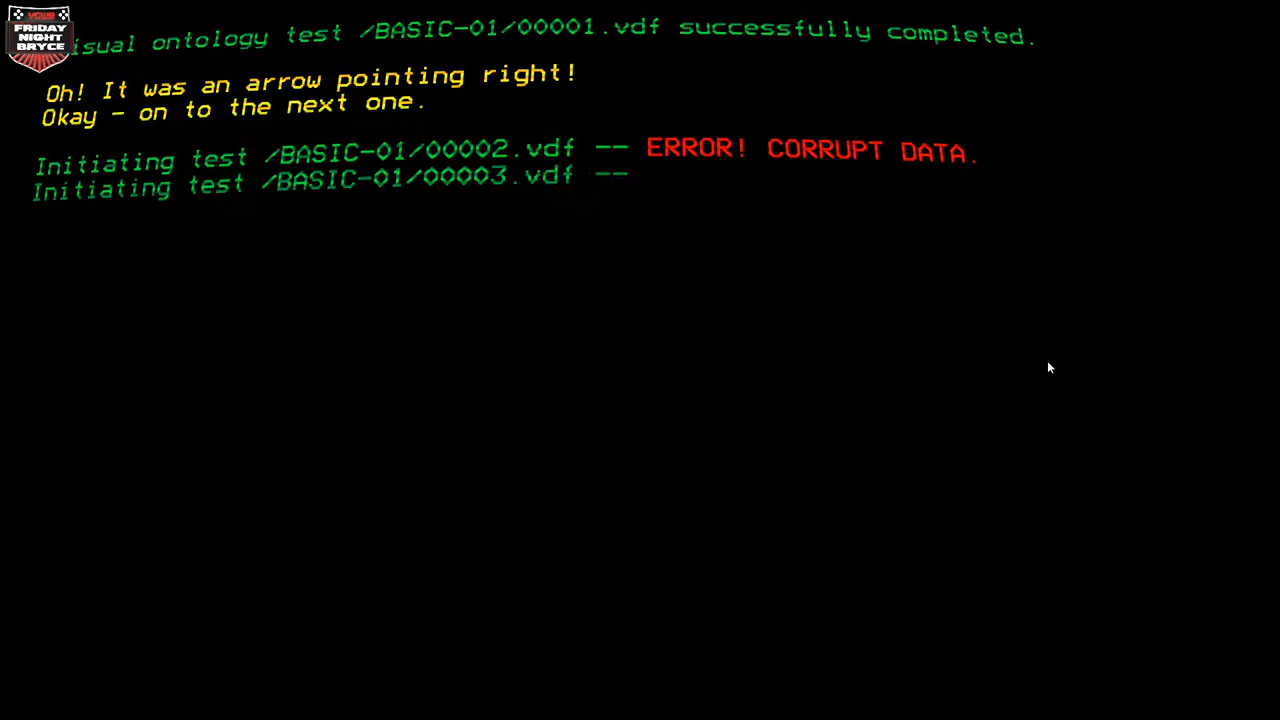 VGWB
FRIDAY
NIGHT
BRYCE
isual ontology test /BASIC-01/00001.vdf successfully completed.
Oh! It was an arrow pointing right!
Okay - on to the next one.
Initiating test /BASIC-01/00002.vdf -- ERROR! CORRUPT DATA.
Initiating test /BASIC-01/00003.vdf --